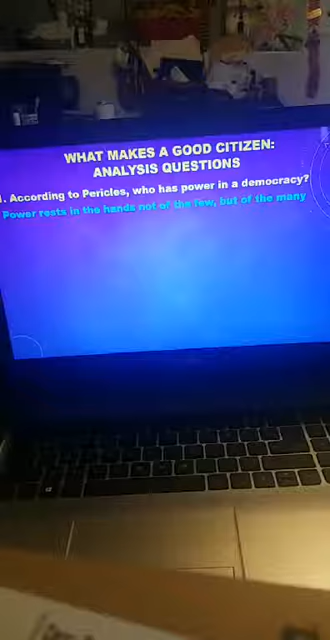 WHAT MAKES A GOOD CITIZEN:
ANALYSIS QUESTIONS
. According to Pericles, who has power in a democracy?
Power rests in the hands not of the few, but of the many